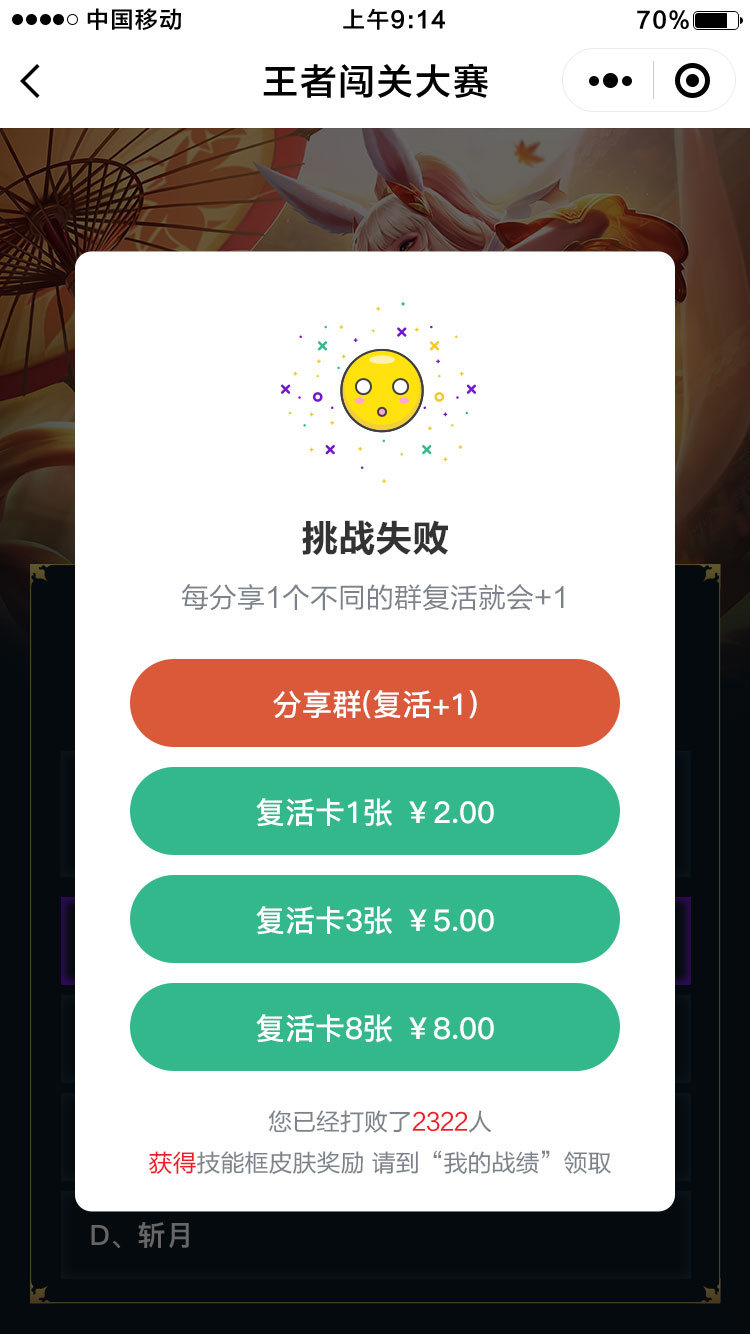 中国移动 上午9:14 70%
王者闯关大赛
挑战失败
每分享1个不同的群复活就会+1
分享群(复活+1)
复活卡1张 ￥2.00
复活卡3张 ￥5.00
复活卡8张 ￥8.00
您已经打败了2322人
获得技能框皮肤奖励 请到“我的战绩”领取
D、斩月